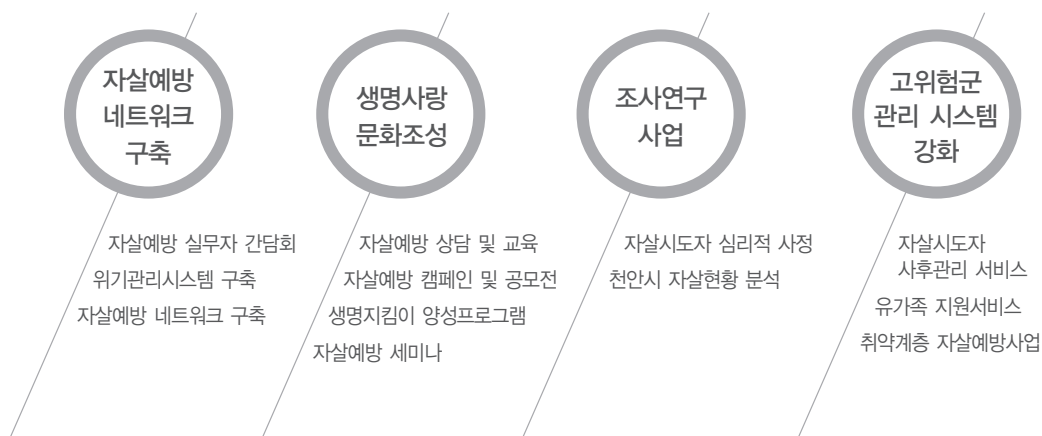 자살예방
네트워크
구축
자살예방 실무자 간담회
위기관리시스템 구축
자살예방 네트워크 구축
생명사랑
문화조성
자살예방 상담 및 교육
자살예방 캠페인 및 공모전
생명지킴이 양성프로그램
자살예방 세미나
조사연구
사업
자살시도자 심리적 사정
천안시 자살현황 분석
고위험군
관리 시스템
강화
자살시도자
사후관리 서비스
유가족 지원서비스
취약계층 자살예방사업